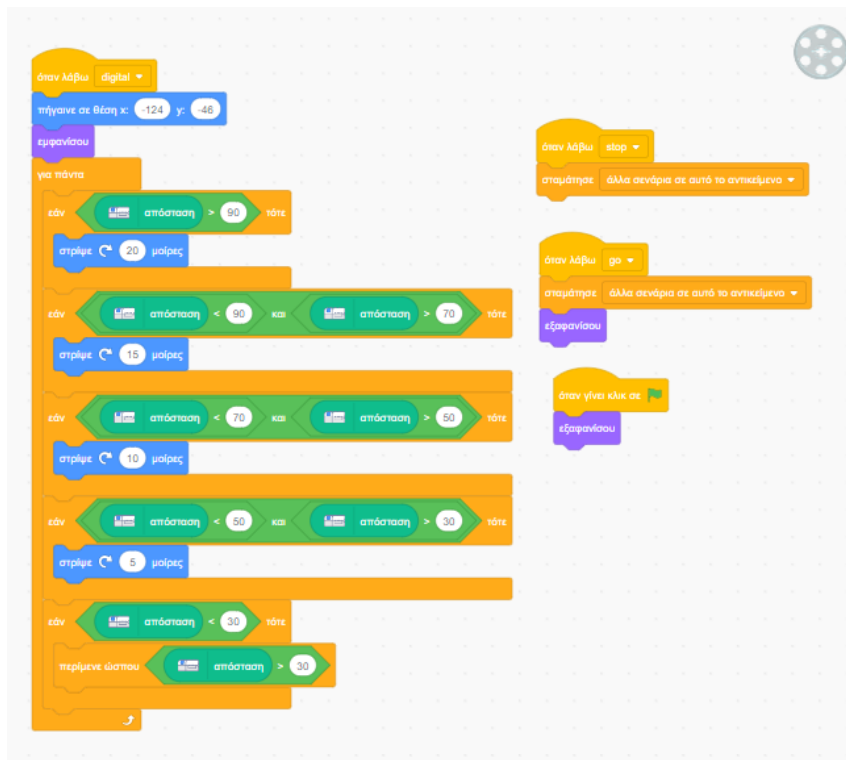 όταν λάβω digital
πήγαινε σε θέση x: -124 y: -46
εμφανίσου
για πάντα
εάν απόσταση > 90 τότε
στρίψε 20 μοίρες
εάν απόσταση < 90 και απόσταση > 70 τότε
στρίψε 15 μοίρες
εάν απόσταση < 70 και απόσταση > 50 τότε
στρίψε 10 μοίρες
εάν απόσταση < 50 και απόσταση > 30 τότε
στρίψε 5 μοίρες
εάν απόσταση < 30 τότε
περίμενε ώσπου απόσταση > 30
όταν λάβω stop
σταμάτησε άλλα σενάρια σε αυτό το αντικείμενο
όταν λάβω go
σταμάτησε άλλα σενάρια σε αυτό το αντικείμενο
εξαφανίσου
όταν γίνει κλικ σε
εξαφανίσου